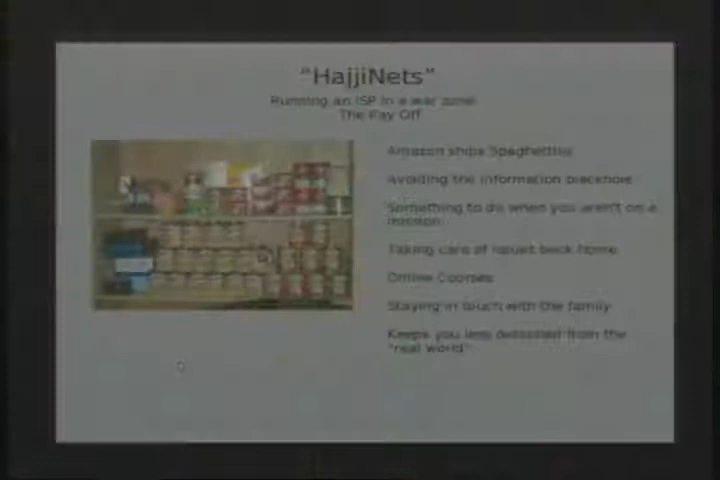 "HajjiNets"
Running an ISP in a war zone
The Pay Off
Amazon ships Spaghettios
Avoiding the information blackhole
Something to do when you aren't on a
mission
Taking care of issues back home
Online Courses
Staying in touch with the family
Keeps you less detached from the
"real world"